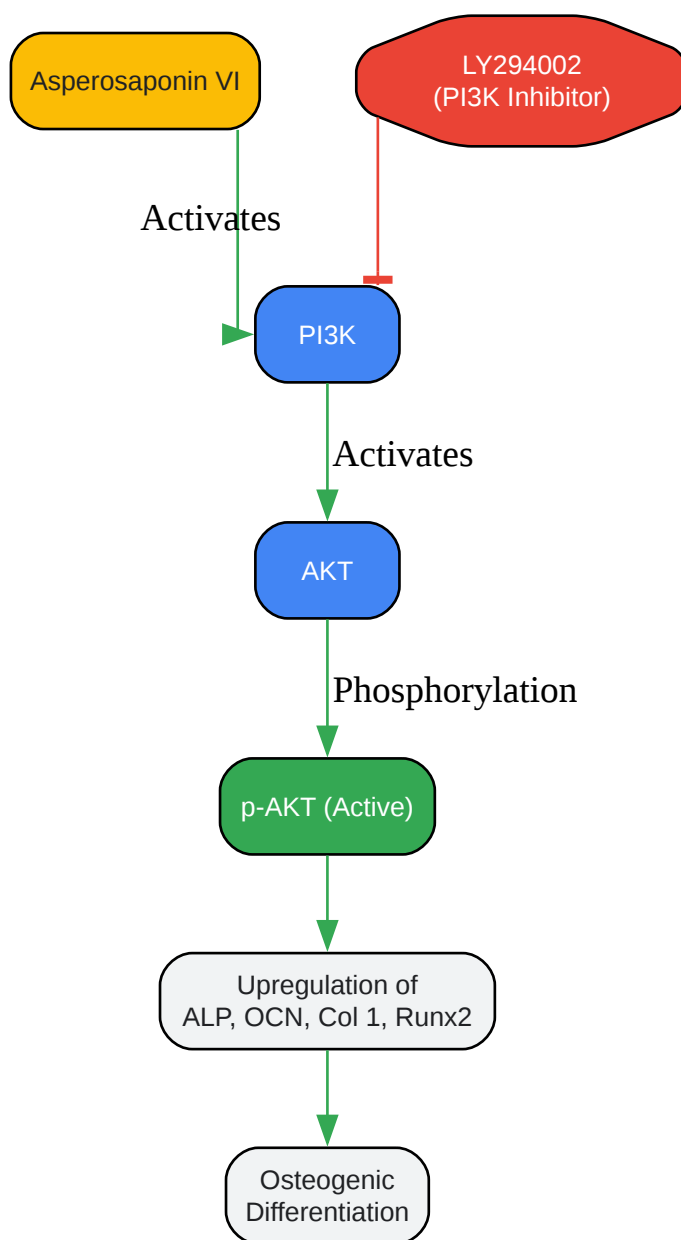 Asperosaponin VI
LY294002
(PI3K Inhibitor)
Activates
PI3K
Activates
AKT
Phosphorylation
p-AKT (Active)
Upregulation of
ALP, OCN, Col 1, Runx2
Osteogenic
Differentiation